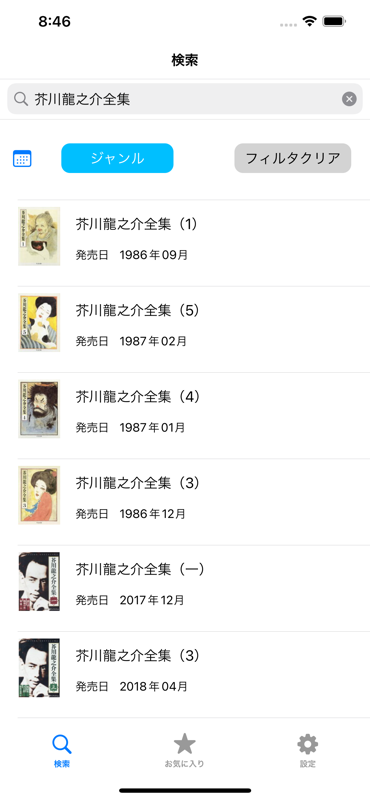 8:46
検索
芥川龍之介全集
ジャンル
フィルタクリア
芥川龍之介全集（1）
発売日 1986年09月
芥川龍之介全集（5）
発売日 1987年02月
芥川龍之介全集（4）
発売日 1987年01月
芥川龍之介全集（3）
発売日 1986年12月
芥川龍之介全集（一）
発売日 2017年12月
芥川龍之介全集（3）
発売日 2018年04月
検索
お気に入り
設定